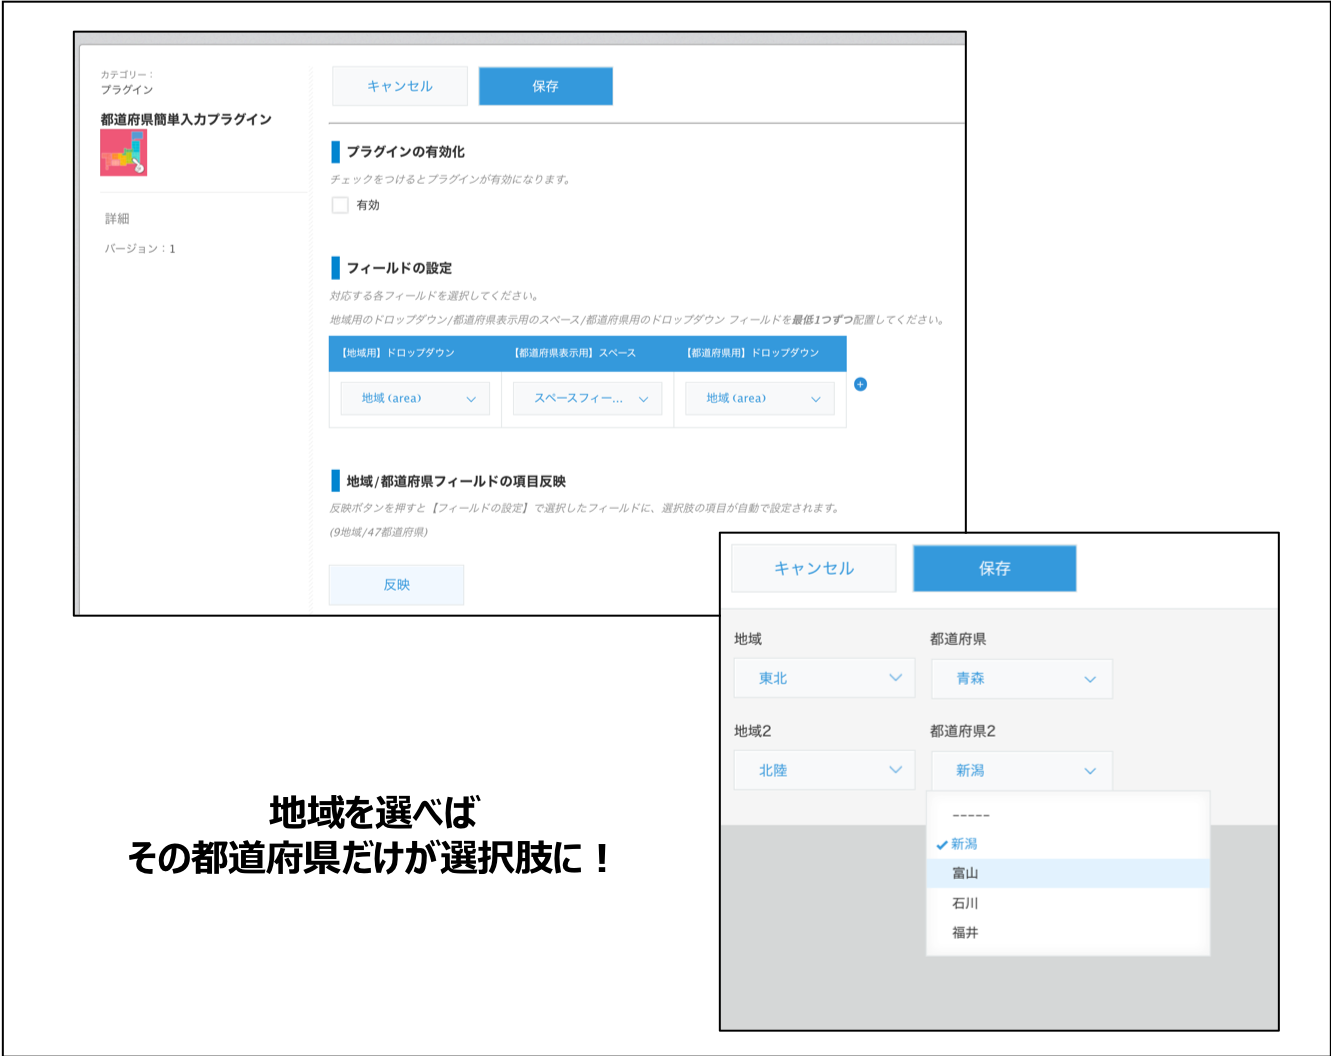 カテゴリー：
プラグイン
都道府県簡単入力プラグイン
詳細
バージョン：1
キャンセル
保存
プラグインの有効化
チェックをつけるとプラグインが有効になります。
有効
フィールドの設定
対応する各フィールドを選択してください。
地域用のドロップダウン/都道府県表示用のスペース/都道府県用のドロップダウン フィールドを最低1つずつ配置してください。
【地域用】ドロップダウン 【都道府県表示用】スペース 【都道府県用】ドロップダウン
地域 (area) スペースフィー... 地域 (area)
地域/都道府県フィールドの項目反映
反映ボタンを押すと【フィールドの設定】で選択したフィールドに、選択肢の項目が自動で設定されます。
(9地域/47都道府県)
反映
キャンセル
保存
地域 都道府県
東北 青森
地域2 都道府県2
北陸 新潟
-----
新潟
富山
石川
福井
地域を選べば
その都道府県だけが選択肢に！